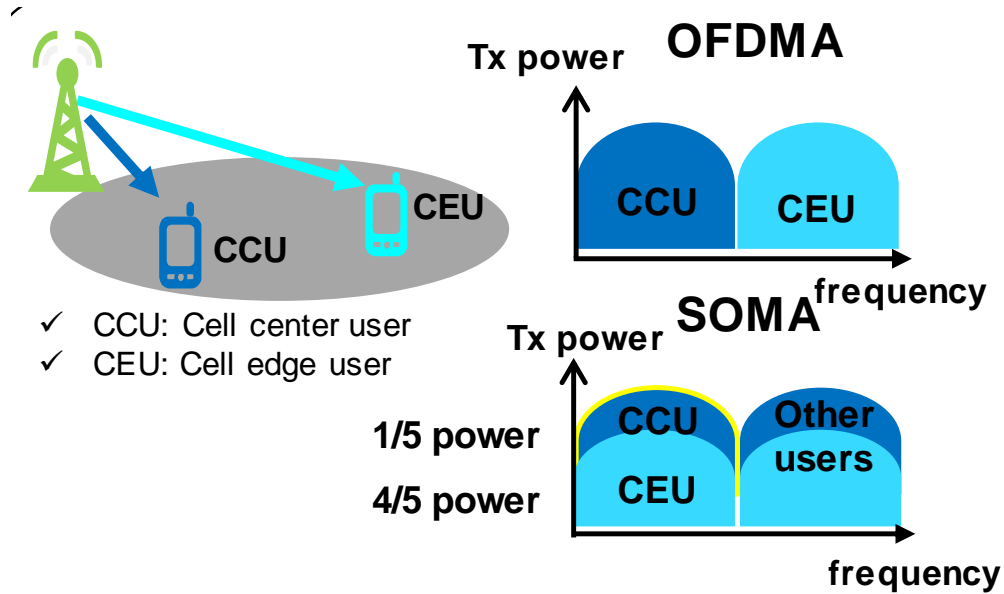 OFDMA
Tx power
CCU
CEU
frequency
CCU
CEU
✓ CCU: Cell center user
✓ CEU: Cell edge user
SOMA
Tx power
1/5 power
4/5 power
CCU
CEU
Other
users
frequency